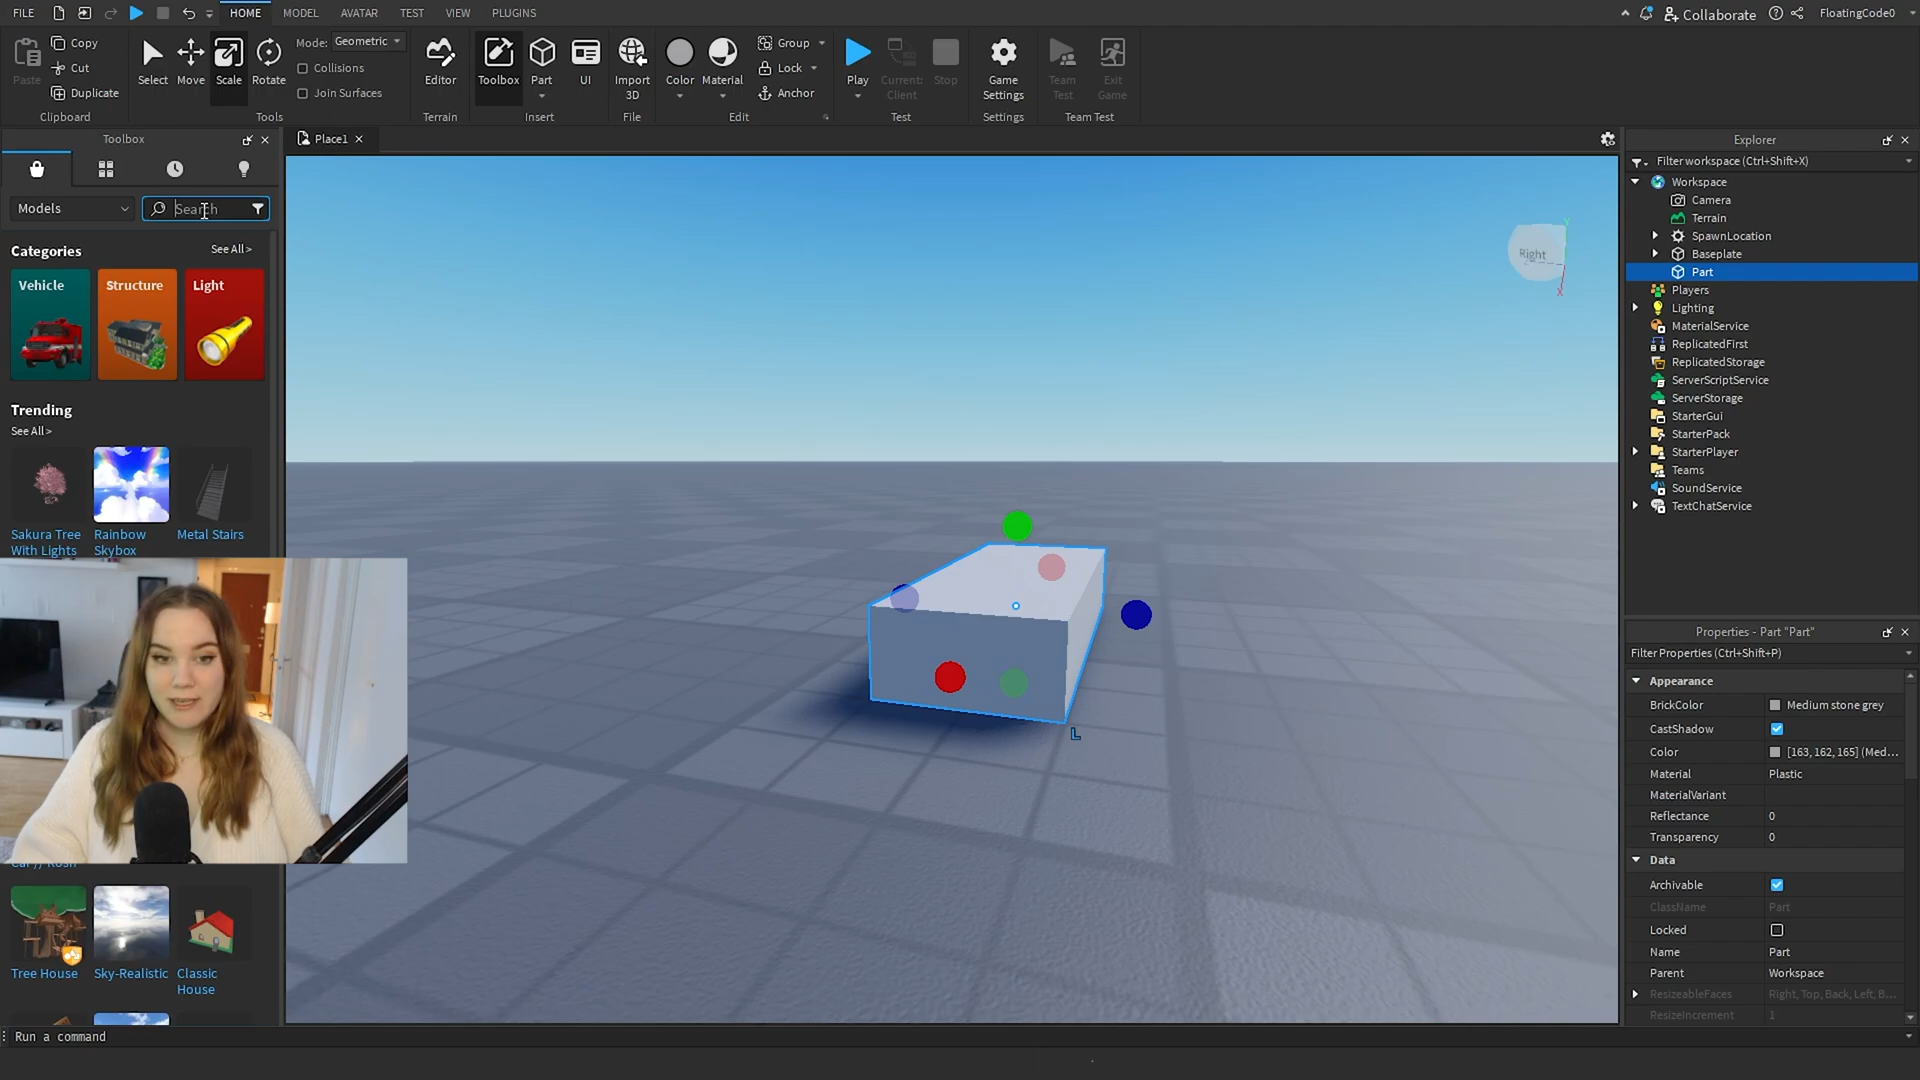 FILE HOME MODEL AVATAR TEST VIEW PLUGINS Collaborate FloatingCode0
Paste Copy Cut Duplicate Clipboard
Select Move Scale Rotate Mode: Geometric Collisions Join Surfaces Tools
Editor Terrain
Toolbox Part UI Insert
Import 3D File
Color Material Group Lock Anchor Edit
Play Current: Client Stop Test
Game Settings Settings
Team Test Exit Game Team Test
Toolbox
Models Search
Categories See All >
Vehicle Structure Light
Trending
See All >
Sakura Tree With Lights
Rainbow Skybox
Metal Stairs
Tree House
Sky-Realistic
Classic House
Run a command
Place1
Right
Y
X
L
Explorer
Filter workspace (Ctrl+Shift+X)
Workspace
Camera
Terrain
SpawnLocation
Baseplate
Part
Players
Lighting
MaterialService
ReplicatedFirst
ReplicatedStorage
ServerScriptService
ServerStorage
StarterGui
StarterPack
StarterPlayer
Teams
SoundService
TextChatService
Properties - Part "Part"
Filter Properties (Ctrl+Shift+P)
Appearance
BrickColor Medium stone grey
CastShadow
Color [163, 162, 165] (Med...
Material Plastic
MaterialVariant
Reflectance 0
Transparency 0
Data
Archivable
ClassName Part
Locked
Name Part
Parent Workspace
ResizeableFaces Right, Top, Back, Left, B...
ResizeIncrement 1